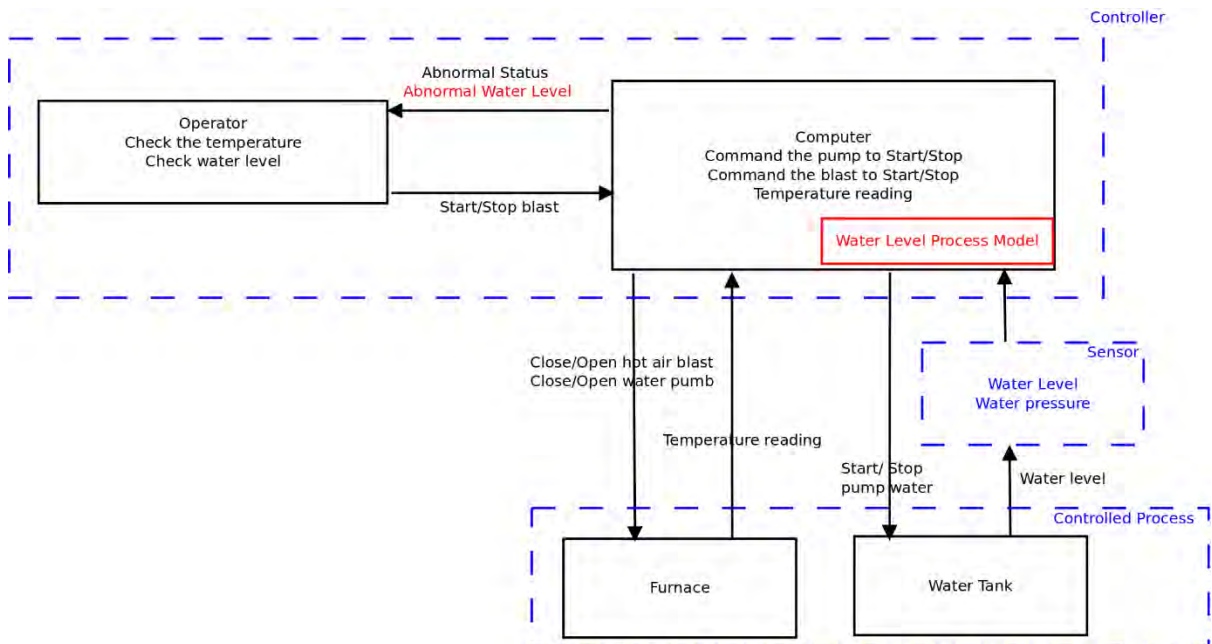 Controller
Abnormal Status
Abnormal Water Level
Operator
Check the temperature
Check water level
Start/Stop blast
Computer
Command the pump to Start/Stop
Command the blast to Start/Stop
Temperature reading
Water Level Process Model
Close/Open hot air blast
Close/Open water pumb
Temperature reading
Start/ Stop
pump water
Sensor
Water Level
Water pressure
Water level
Controlled Process
Furnace
Water Tank